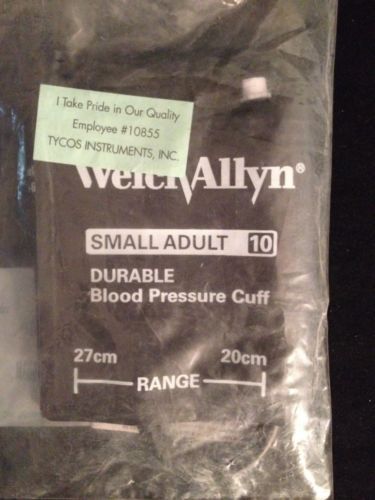 I Take Pride in Our Quality
Employee #10855
TYCOS INSTRUMENTS, INC.
WelchAllyn®
SMALL ADULT 10
DURABLE
Blood Pressure Cuff
27cm 20cm
RANGE